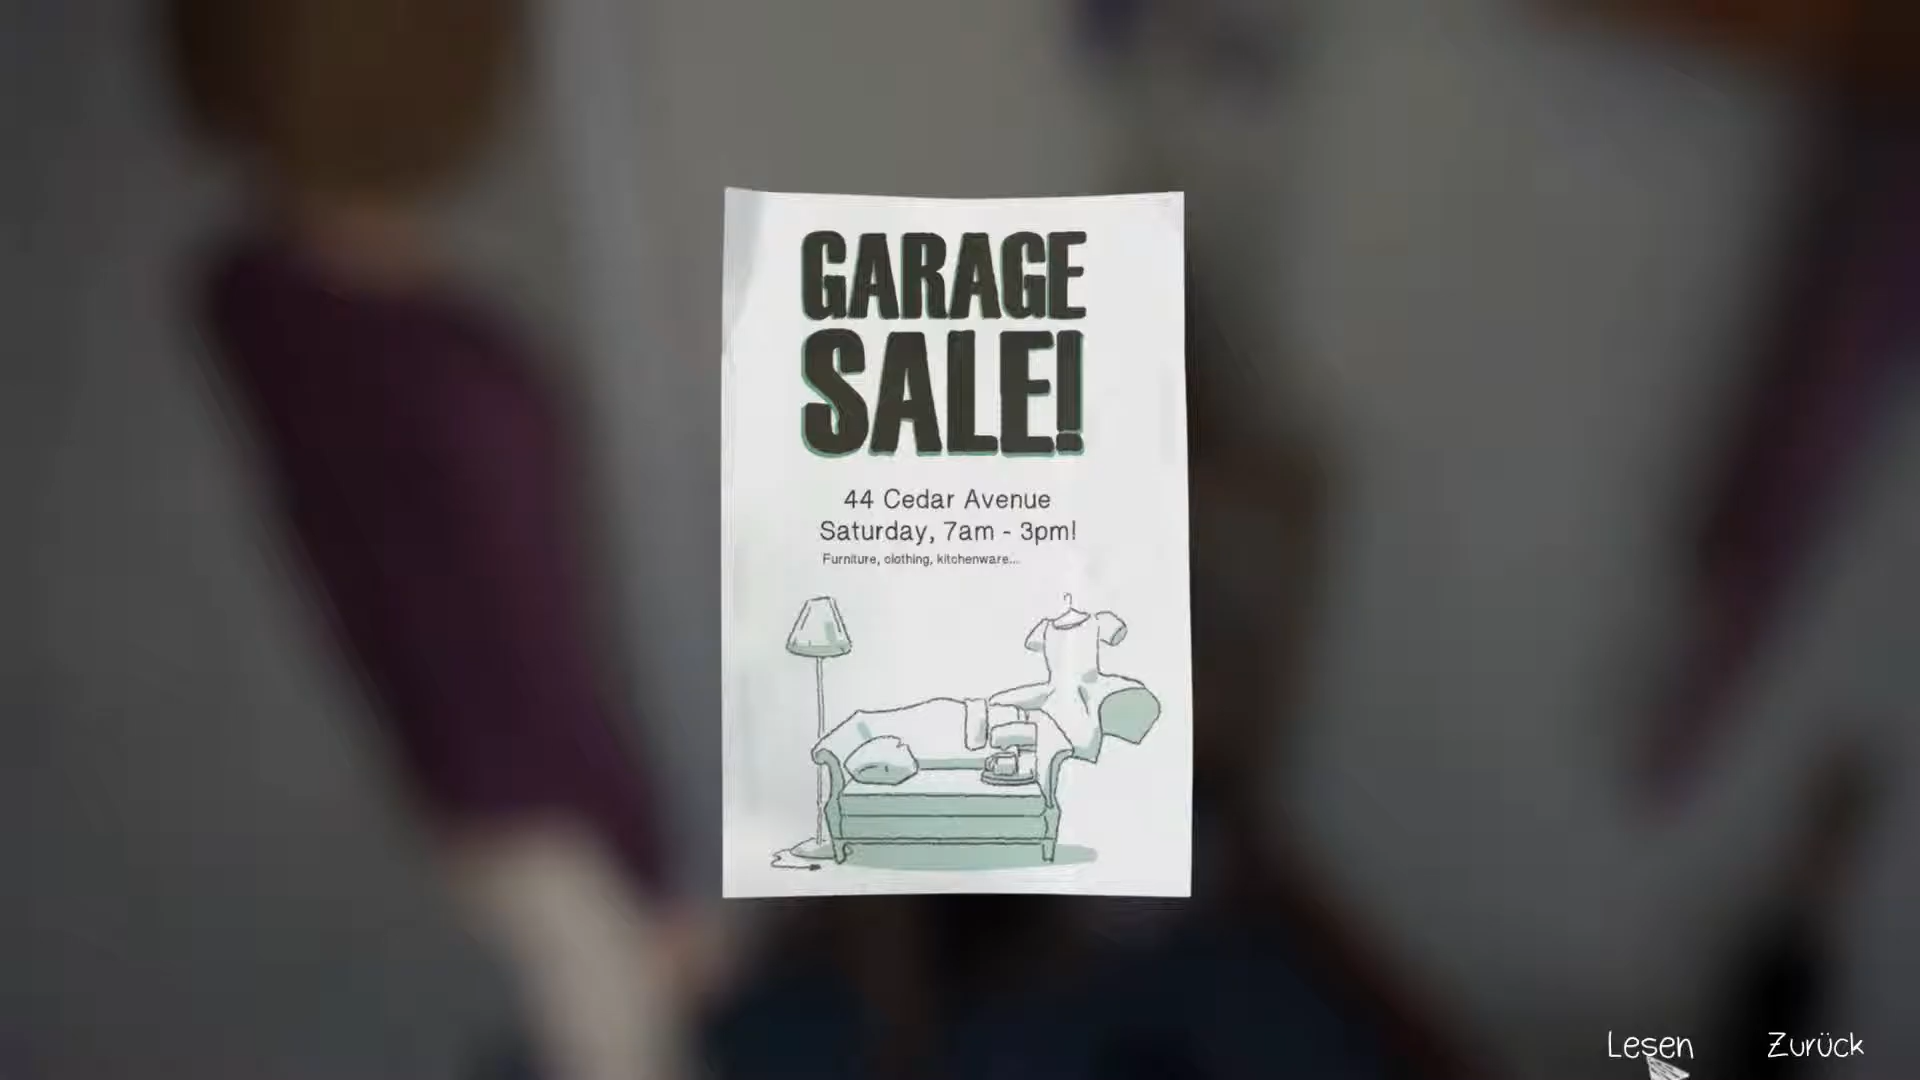 GARAGE
SALE!
44 Cedar Avenue
Saturday, 7am - 3pm!
Furniture, clothing, kitchenware...
Lesen Zurück